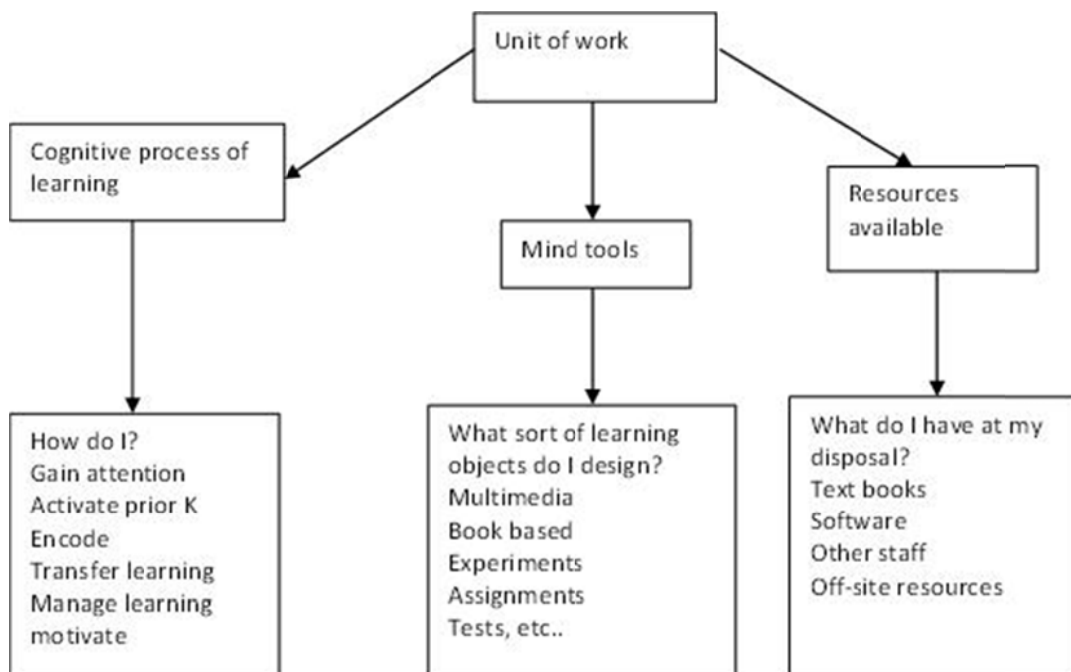 Unit of work
Cognitive process of
learning
Mind tools
Resources
available
How do I?
Gain attention
Activate prior K
Encode
Transfer learning
Manage learning
motivate
What sort of learning
objects do I design?
Multimedia
Book based
Experiments
Assignments
Tests, etc..
What do I have at my
disposal?
Text books
Software
Other staff
Off-site resources